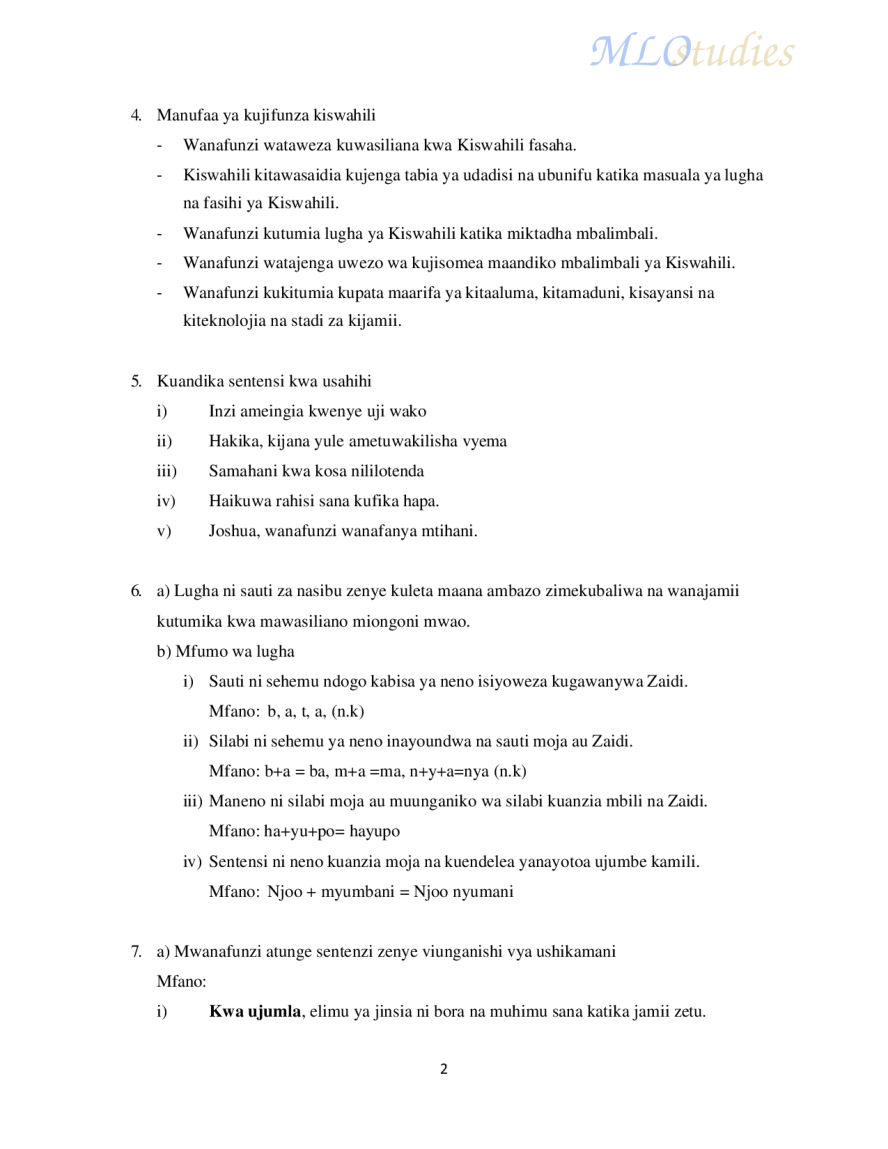 MLOstudies
4. Manufaa ya kujifunza kiswahili
- Wanafunzi wataweza kuwasiliana kwa Kiswahili fasaha.
- Kiswahili kitawasaidia kujenga tabia ya udadisi na ubunifu katika masuala ya lugha
na fasihi ya Kiswahili.
- Wanafunzi kutumia lugha ya Kiswahili katika miktadha mbalimbali.
- Wanafunzi watajenga uwezo wa kujisomea maandiko mbalimbali ya Kiswahili.
- Wanafunzi kukitumia kupata maarifa ya kitaaluma, kitamaduni, kisayansi na
kiteknolojia na stadi za kijamii.
5. Kuandika sentensi kwa usahihi
i) Inzi ameingia kwenye uji wako
ii) Hakika, kijana yule ametuwakilisha vyema
iii) Samahani kwa kosa nililotenda
iv) Haikuwa rahisi sana kufika hapa.
v) Joshua, wanafunzi wanafanya mtihani.
6. a) Lugha ni sauti za nasibu zenye kuleta maana ambazo zimekubaliwa na wanajamii
kutumika kwa mawasiliano miongoni mwao.
b) Mfumo wa lugha
i) Sauti ni sehemu ndogo kabisa ya neno isiyoweza kugawanywa Zaidi.
Mfano: b, a, t, a, (n.k)
ii) Silabi ni sehemu ya neno inayoundwa na sauti moja au Zaidi.
Mfano: b+a = ba, m+a =ma, n+y+a=nya (n.k)
iii) Maneno ni silabi moja au muunganiko wa silabi kuanzia mbili na Zaidi.
Mfano: ha+yu+po= hayupo
iv) Sentensi ni neno kuanzia moja na kuendelea yanayotoa ujumbe kamili.
Mfano: Njoo + myumbani = Njoo nyumani
7. a) Mwanafunzi atunge sentenzi zenye viunganishi vya ushikamani
Mfano:
i) Kwa ujumla, elimu ya jinsia ni bora na muhimu sana katika jamii zetu.
2